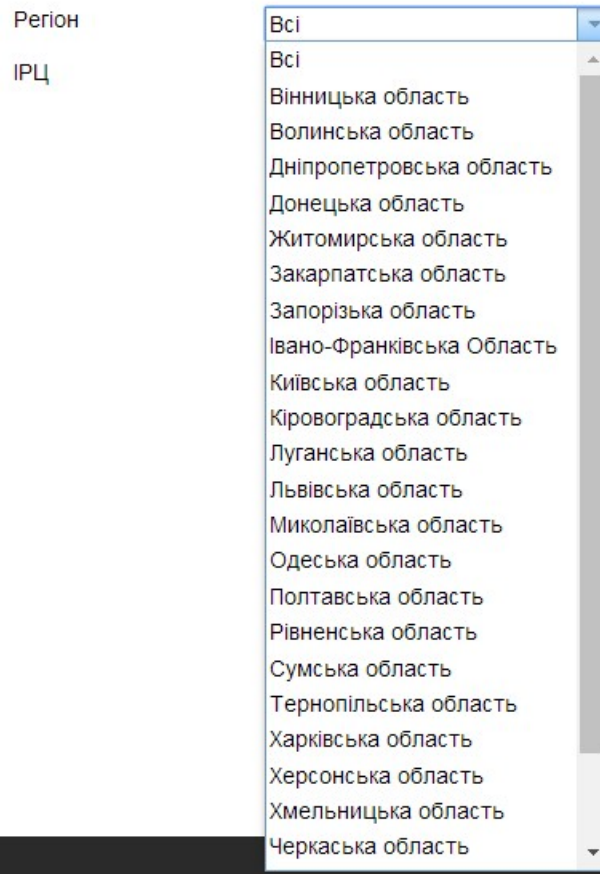 Регіон
Всі
ІРЦ
Всі
Вінницька область
Волинська область
Дніпропетровська область
Донецька область
Житомирська область
Закарпатська область
Запорізька область
Івано-Франківська Область
Київська область
Кіровоградська область
Луганська область
Львівська область
Миколаївська область
Одеська область
Полтавська область
Рівненська область
Сумська область
Тернопільська область
Харківська область
Херсонська область
Хмельницька область
Черкаська область